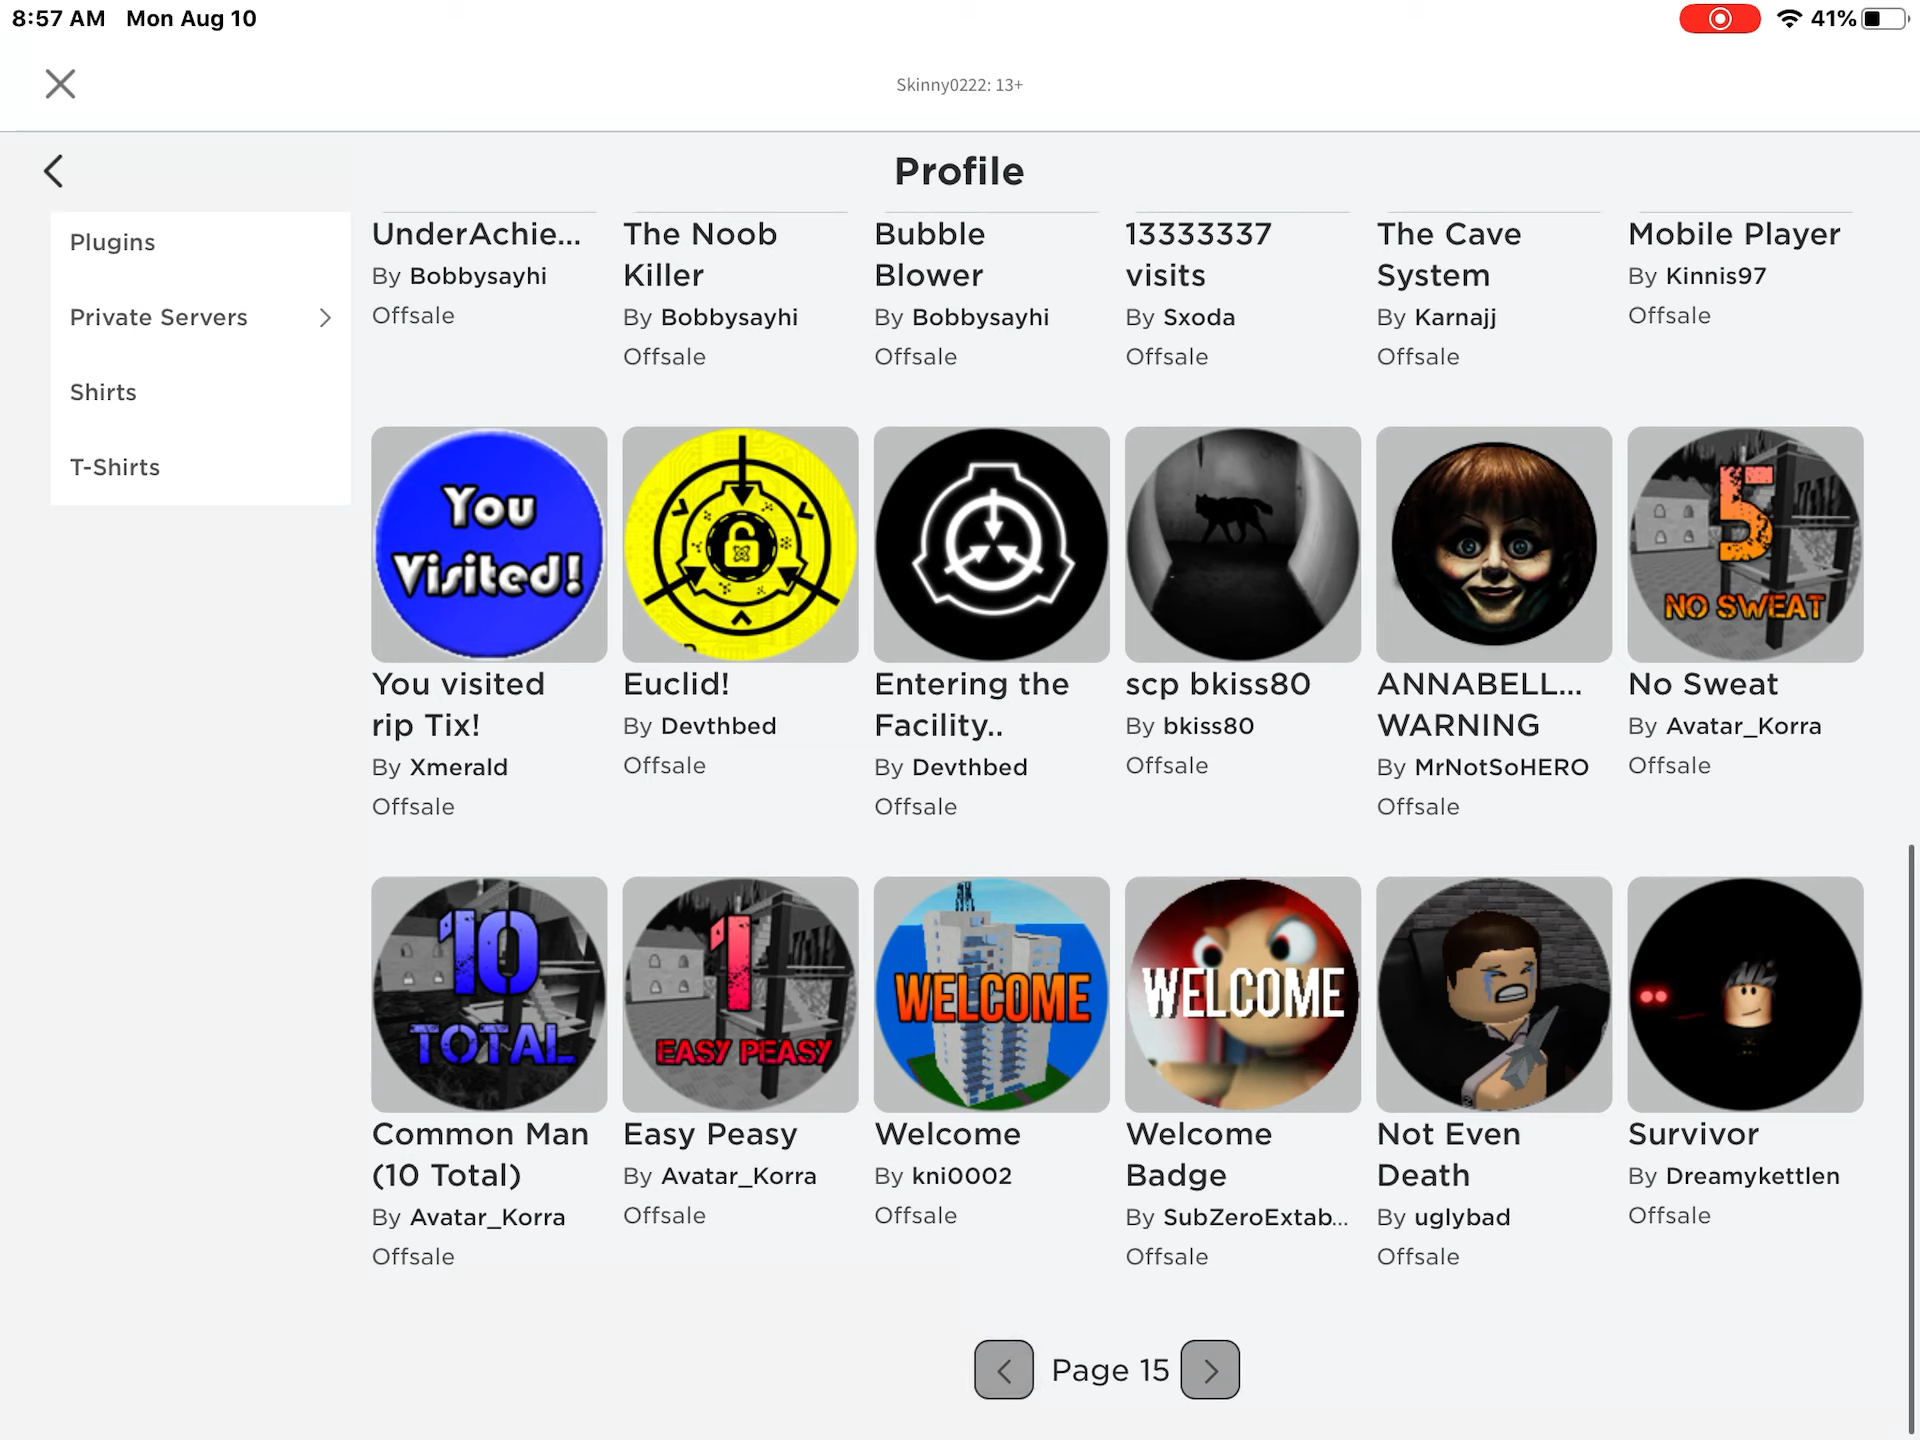 8:57 AM Mon Aug 10
41%
Skinny0222: 13+
Profile
Plugins
Private Servers
Shirts
T-Shirts
UnderAchie...
By Bobbysayhi
Offsale
The Noob
Killer
By Bobbysayhi
Offsale
Bubble
Blower
By Bobbysayhi
Offsale
13333337
visits
By Sxoda
Offsale
The Cave
System
By Karnajj
Offsale
Mobile Player
By Kinnis97
Offsale
You
Visited!
You visited
rip Tix!
By Xmerald
Offsale
Euclid!
By Devthbed
Offsale
Entering the
Facility..
By Devthbed
Offsale
scp bkiss80
By bkiss80
Offsale
ANNABELL...
WARNING
By MrNotSoHERO
Offsale
5
NO SWEAT
No Sweat
By Avatar_Korra
Offsale
10
TOTAL
Common Man
(10 Total)
By Avatar_Korra
Offsale
1
EASY PEASY
Easy Peasy
By Avatar_Korra
Offsale
WELCOME
Welcome
By kni0002
Offsale
WELCOME
Welcome
Badge
By SubZeroExtab...
Offsale
Not Even
Death
By uglybad
Offsale
Survivor
By Dreamykettlen
Offsale
Page 15